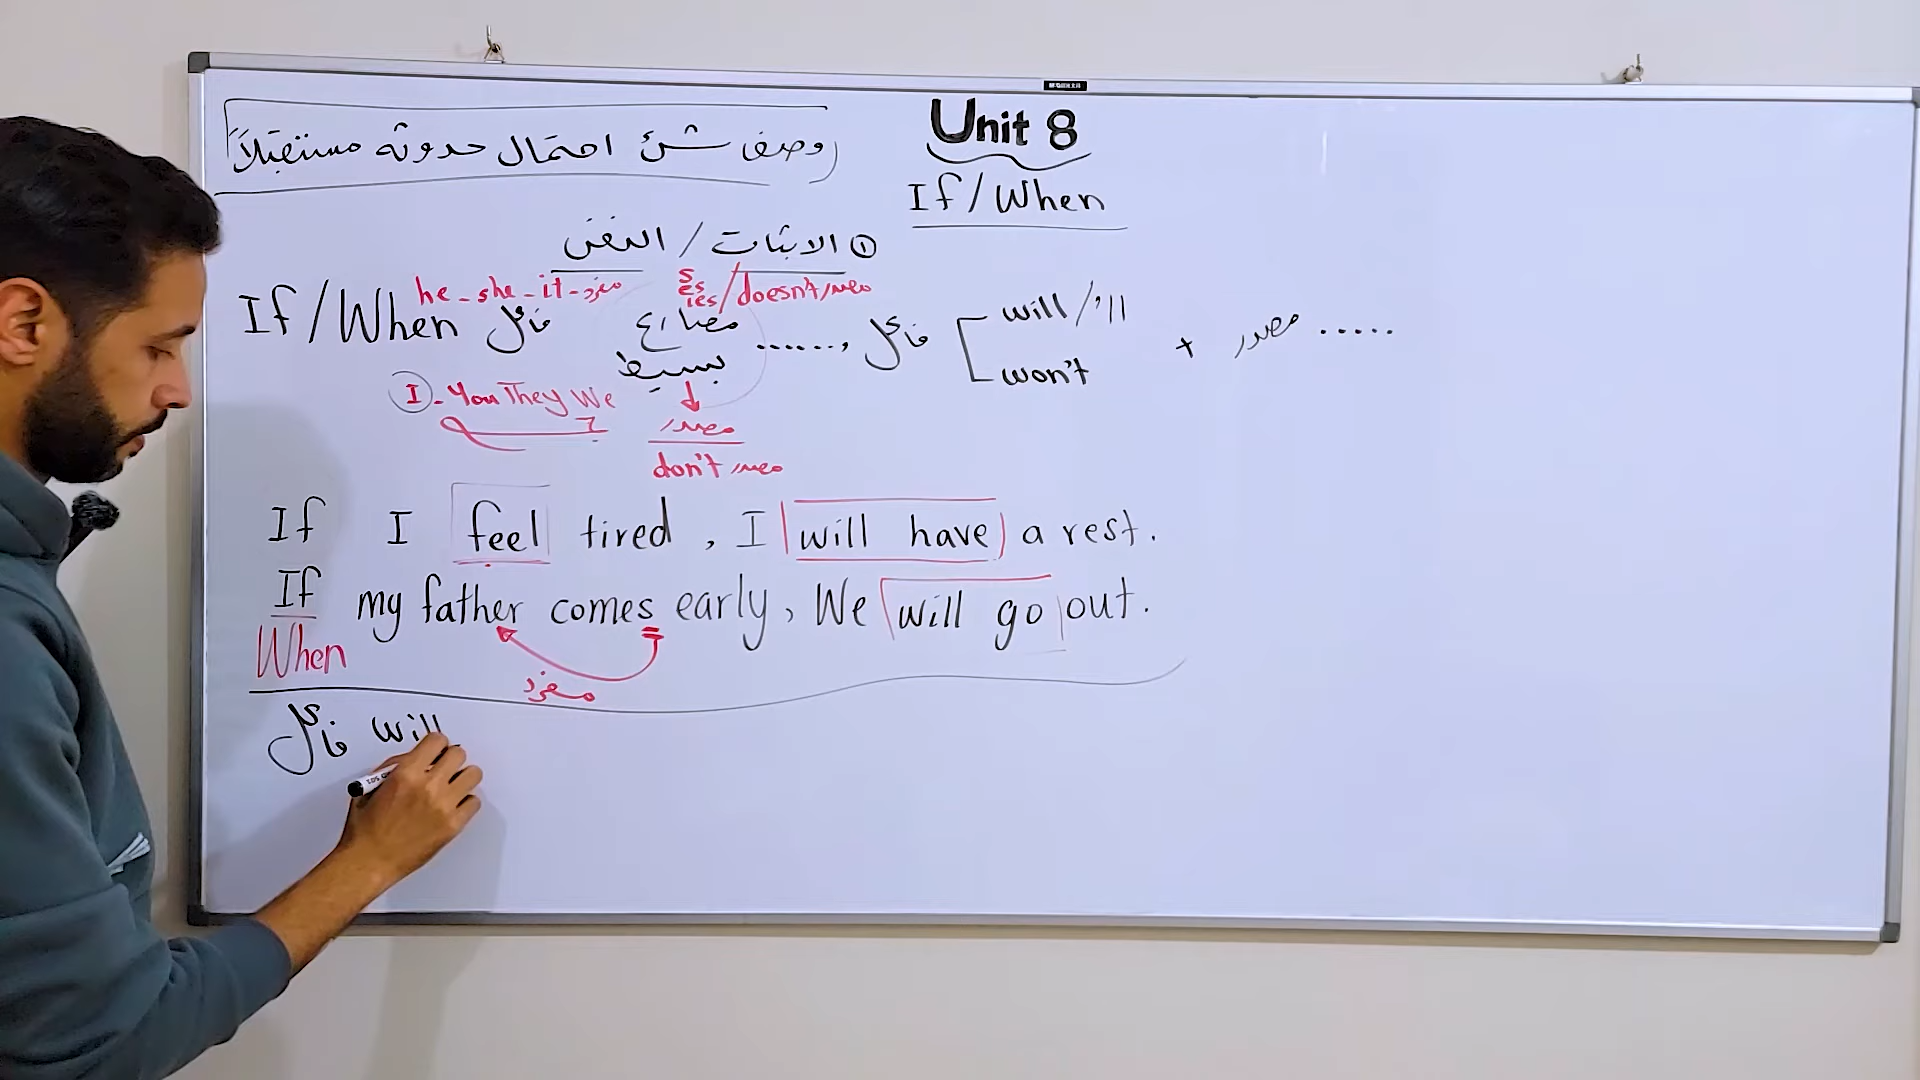 Unit 8
If / When
(وصف شئ احتمال حدوثه مستقبلاً)
① الاثبات / النفى
he - she - it - مفرد s es ies / doesn't مصدر
If / When فاعل مضارع بسيط ......, فاعل will / 'll won't + مصدر .....
I - You They We مصدر
don't مصدر
If I feel tired , I will have a rest.
If my father comes early, We will go out.
When
مفرد
فاعل will